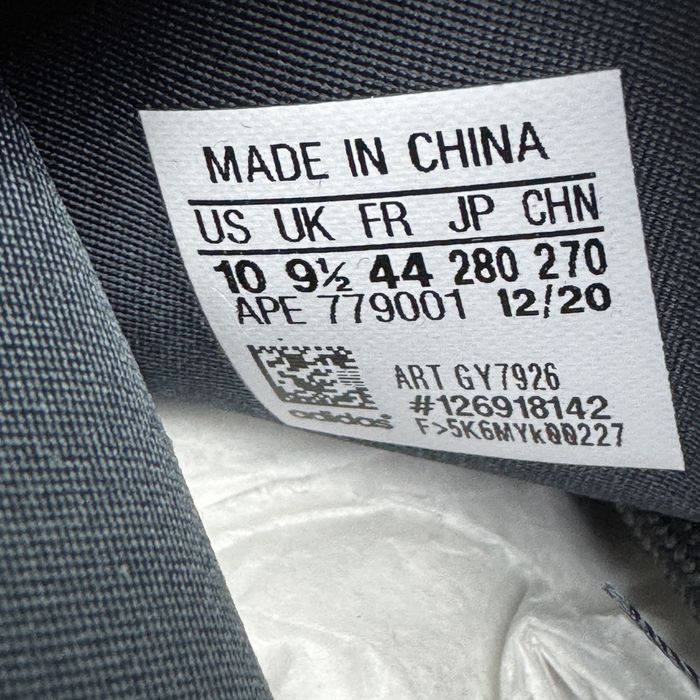 MADE IN CHINA
US UK FR JP CHN
10 9½ 44 280 270
APE 779001 12/20
ART GY7926
#126918142
adidas
F>5K6MYk00227